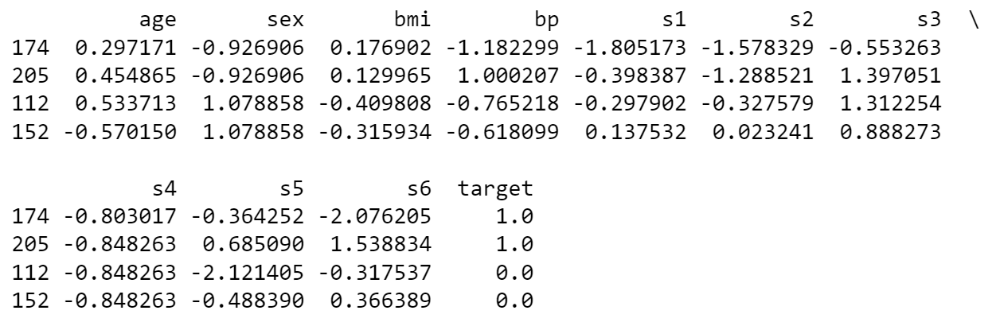 age       sex       bmi        bp        s1        s2        s3  \
174  0.297171 -0.926906  0.176902 -1.182299 -1.805173 -1.578329 -0.553263
205  0.454865 -0.926906  0.129965  1.000207 -0.398387 -1.288521  1.397051
112  0.533713  1.078858 -0.409808 -0.765218 -0.297902 -0.327579  1.312254
152 -0.570150  1.078858 -0.315934 -0.618099  0.137532  0.023241  0.888273
           s4        s5        s6  target
174 -0.803017 -0.364252 -2.076205     1.0
205 -0.848263  0.685090  1.538834     1.0
112 -0.848263 -2.121405 -0.317537     0.0
152 -0.848263 -0.488390  0.366389     0.0